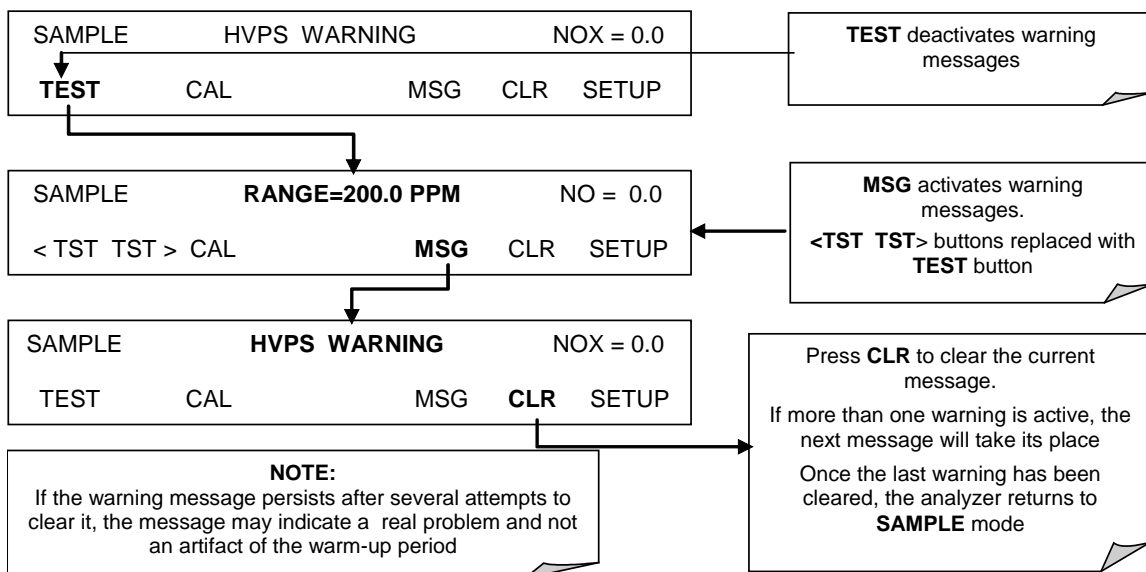 SAMPLE HVPS WARNING NOX = 0.0
TEST CAL MSG CLR SETUP
TEST deactivates warning
messages
SAMPLE RANGE=200.0 PPM NO = 0.0
< TST TST > CAL MSG CLR SETUP
MSG activates warning
messages.
<TST TST> buttons replaced with
TEST button
SAMPLE HVPS WARNING NOX = 0.0
TEST CAL MSG CLR SETUP
Press CLR to clear the current
message.
If more than one warning is active, the
next message will take its place
Once the last warning has been
cleared, the analyzer returns to
SAMPLE mode
NOTE:
If the warning message persists after several attempts to
clear it, the message may indicate a real problem and not
an artifact of the warm-up period